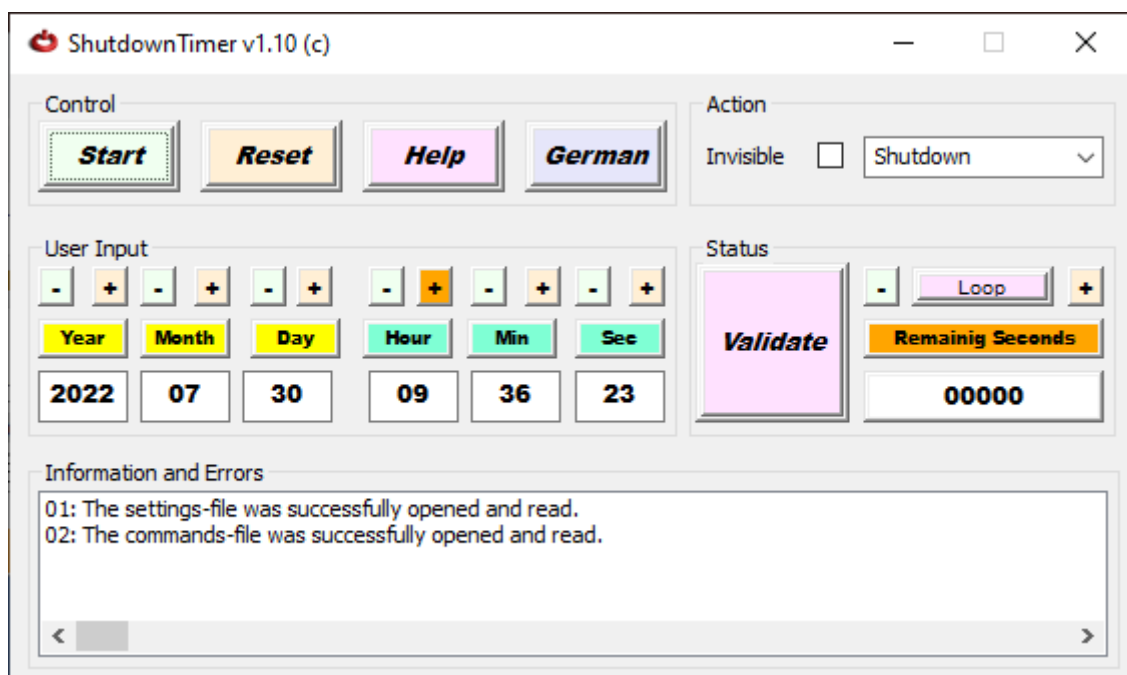 ShutdownTimer v1.10 (c)
Control
Start Reset Help German
Action
Invisible Shutdown
User Input
- + - + - + - + - + - +
Year Month Day Hour Min Sec
2022 07 30 09 36 23
Status
Validate
- Loop +
Remainig Seconds
00000
Information and Errors
01: The settings-file was successfully opened and read.
02: The commands-file was successfully opened and read.